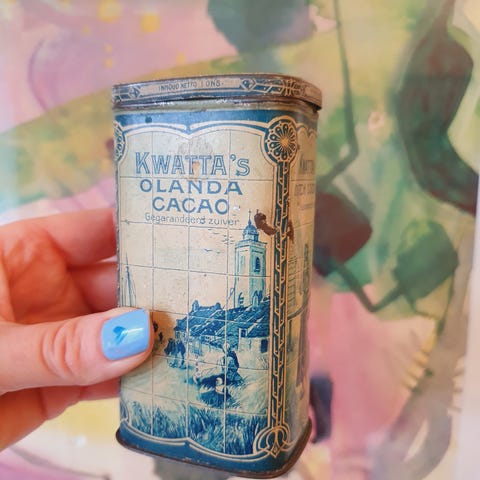 INHOUD NETTO 1 ONS
KWATTA'S
OLANDA
CACAO
Gegarandeerd zuiver